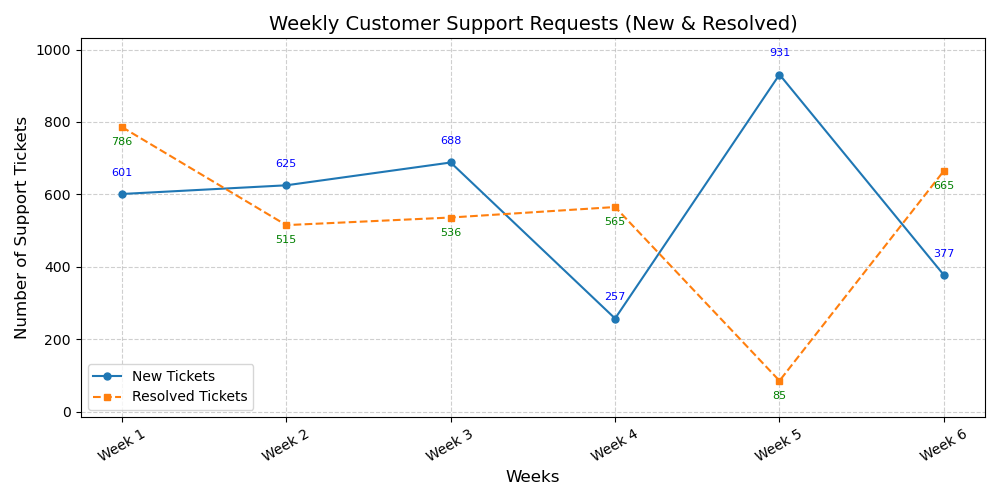 Weekly Customer Support Requests (New & Resolved)
Number of Support Tickets
1000
800
600
400
200
0
931
786
688
625
601
515
536
565
257
85
665
377
New Tickets
Resolved Tickets
Week 1
Week 2
Week 3
Week 4
Week 5
Week 6
Weeks